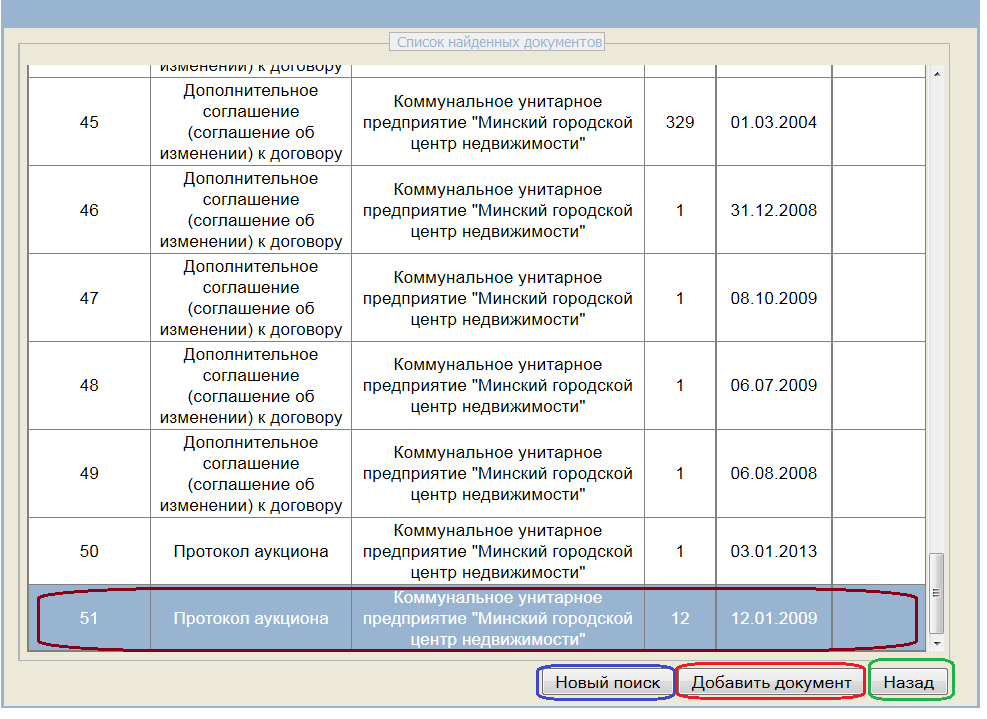 Список найденных документов
изменении) к договору
45
Дополнительное
соглашение
(соглашение об
изменении) к договору
Коммунальное унитарное
предприятие "Минский городской
центр недвижимости"
329
01.03.2004
46
Дополнительное
соглашение
(соглашение об
изменении) к договору
Коммунальное унитарное
предприятие "Минский городской
центр недвижимости"
1
31.12.2008
47
Дополнительное
соглашение
(соглашение об
изменении) к договору
Коммунальное унитарное
предприятие "Минский городской
центр недвижимости"
1
08.10.2009
48
Дополнительное
соглашение
(соглашение об
изменении) к договору
Коммунальное унитарное
предприятие "Минский городской
центр недвижимости"
1
06.07.2009
49
Дополнительное
соглашение
(соглашение об
изменении) к договору
Коммунальное унитарное
предприятие "Минский городской
центр недвижимости"
1
06.08.2008
50
Протокол аукциона
Коммунальное унитарное
предприятие "Минский городской
центр недвижимости"
1
03.01.2013
51
Протокол аукциона
Коммунальное унитарное
предприятие "Минский городской
центр недвижимости"
12
12.01.2009
Новый поиск
Добавить документ
Назад